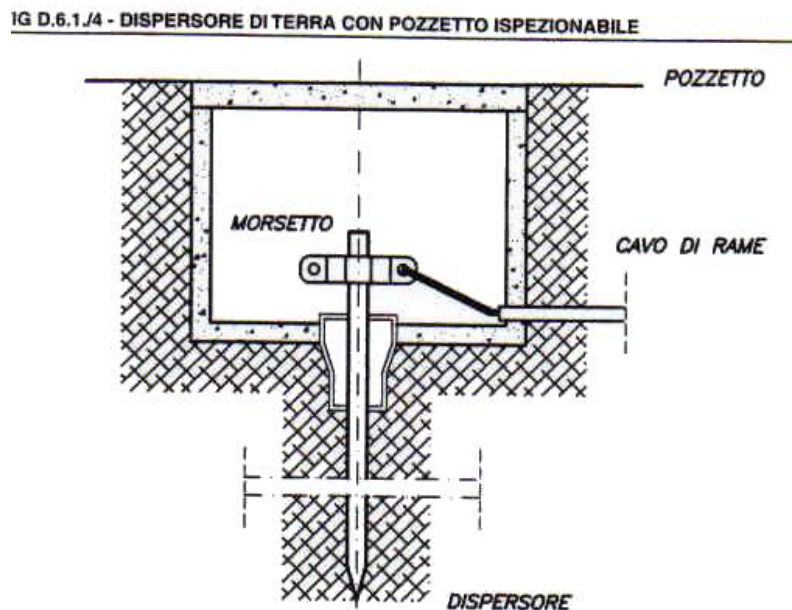 IG D.6.1./4 - DISPERSORE DI TERRA CON POZZETTO ISPEZIONABILE
POZZETTO
MORSETTO
CAVO DI RAME
DISPERSORE